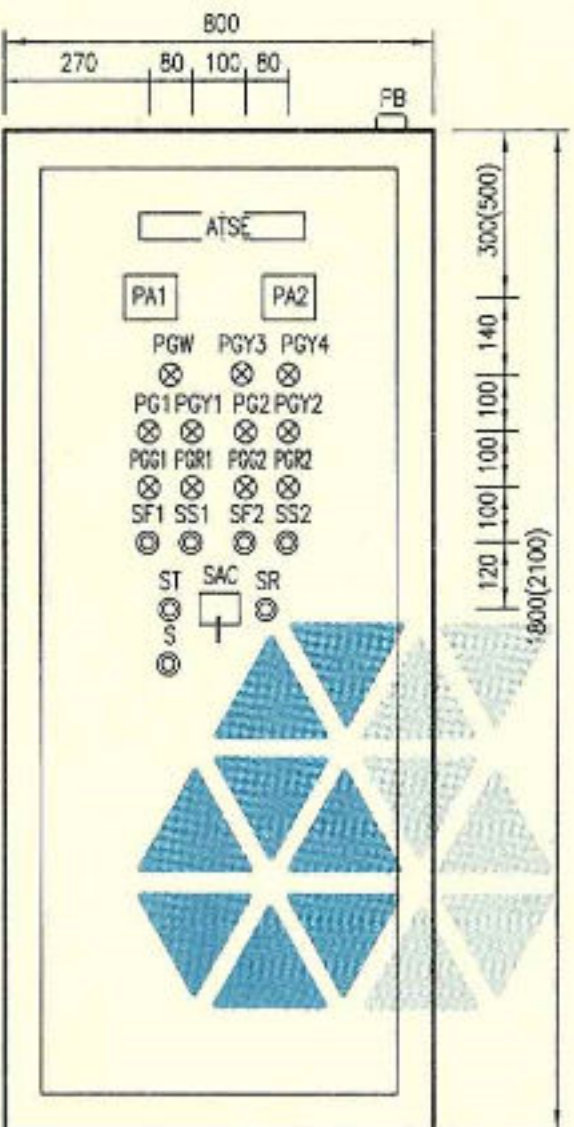 800
270 80 100 80
PB
300(500)
ATSE
PA1 PA2
140
PGW PGY3 PGY4
100
PG1 PGY1 PG2 PGY2
100
PGG1 PGR1 PGG2 PGR2
100
SF1 SS1 SF2 SS2
120
ST SAC SR
S
1800(2100)